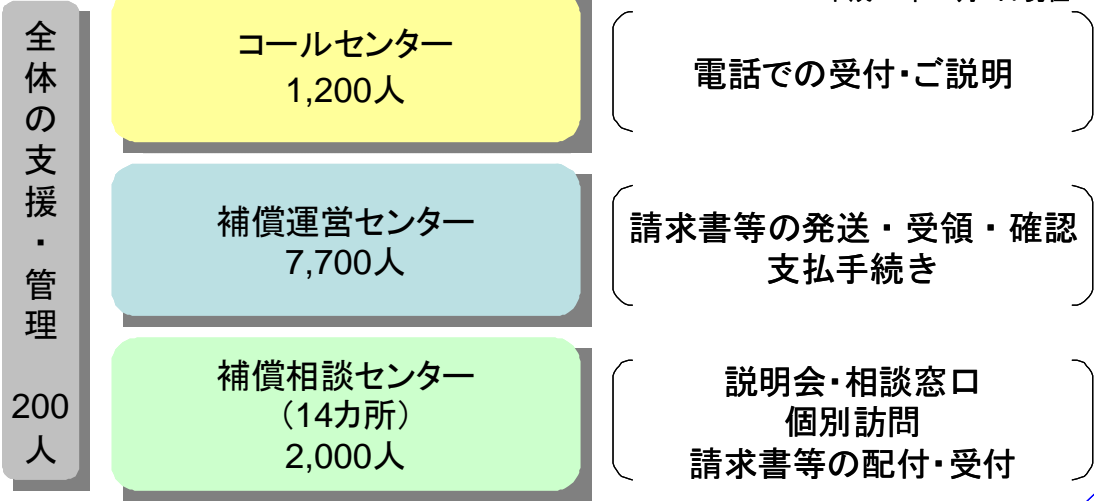 全体の支援・管理
200
人
コールセンター
1,200人
電話での受付・ご説明
補償運営センター
7,700人
請求書等の発送・受領・確認
支払手続き
補償相談センター
（14カ所）
2,000人
説明会・相談窓口
個別訪問
請求書等の配付・受付